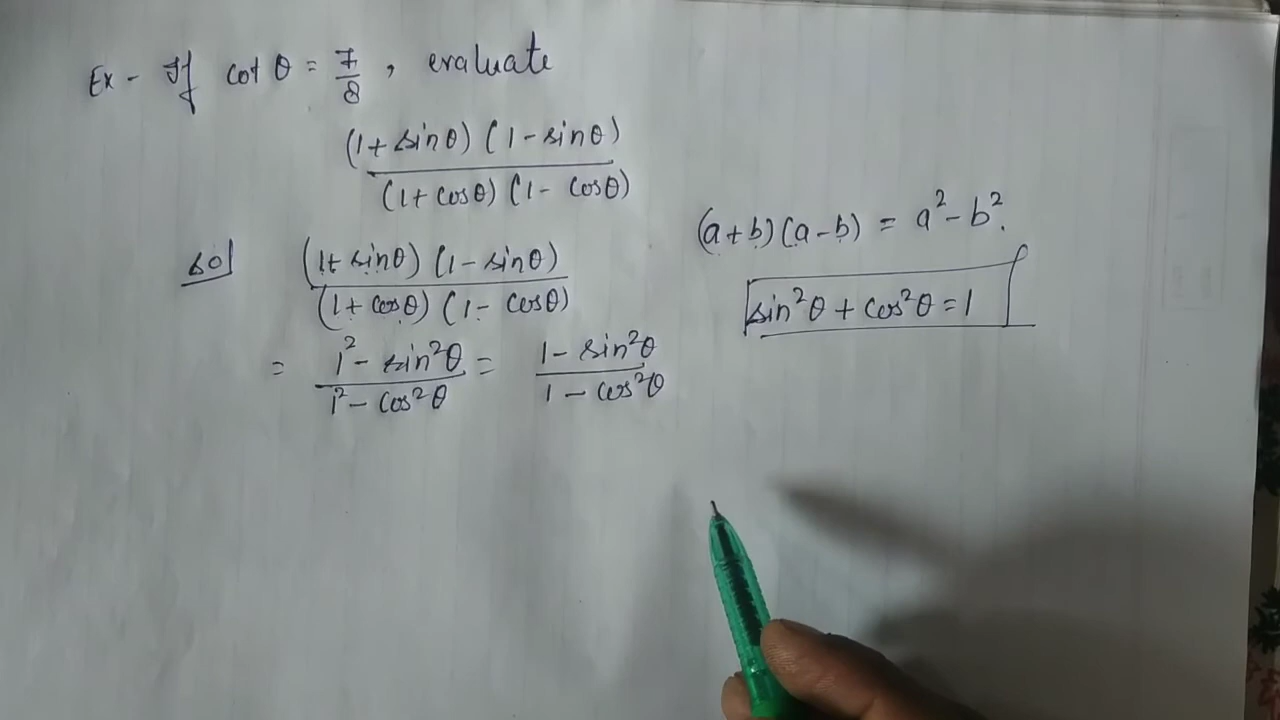 Ex - If cot θ = 7/8, evaluate
(1+ sinθ) (1 - sinθ)
(1+ cosθ) (1 - cosθ)
(a+b)(a-b) = a² - b².
sol (1+ sinθ) (1 - sinθ)
(1+ cosθ) (1 - cosθ)
sin²θ + cos²θ = 1
= 1² - sin²θ / 1² - cos²θ = 1 - sin²θ / 1 - cos²θ